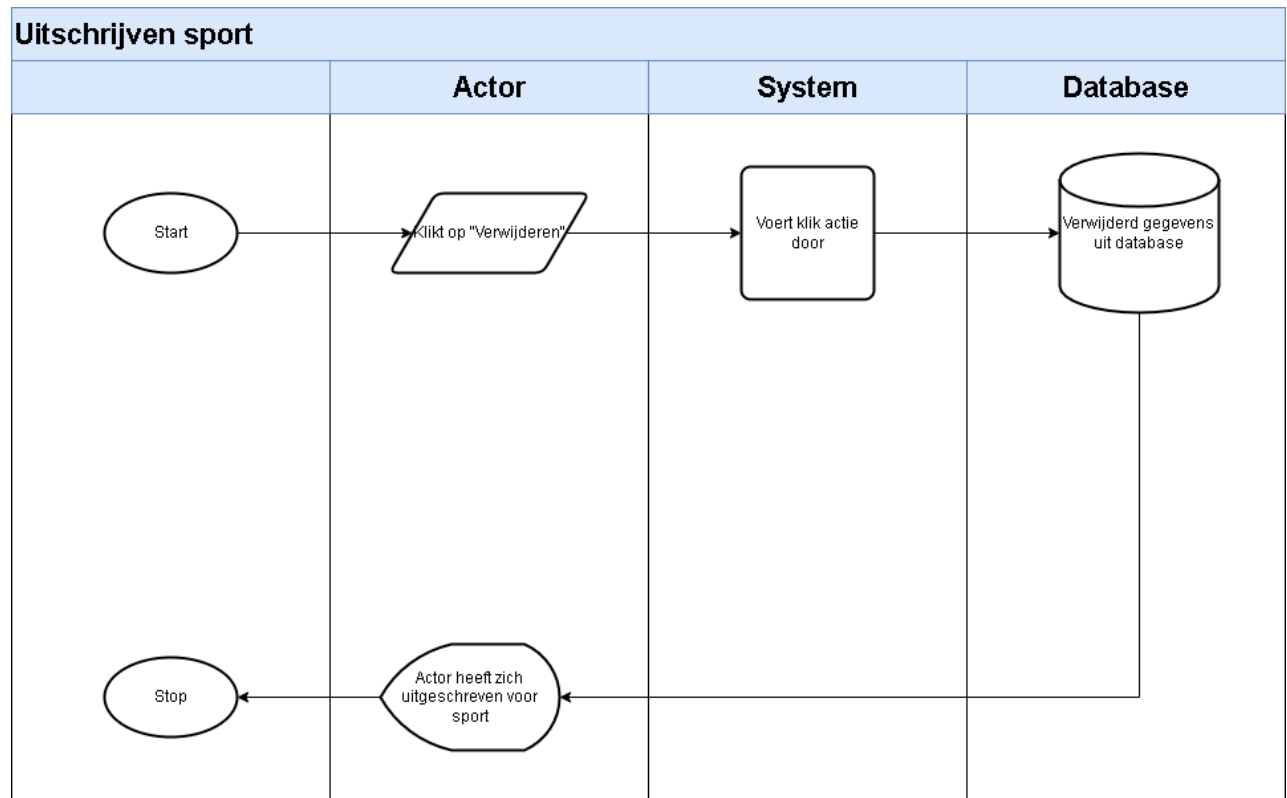 Uitschrijven sport
Actor
System
Database
Start
Klikt op "Verwijderen"
Voert klik actie
door
Verwijderd gegevens
uit database
Stop
Actor heeft zich
uitgeschreven voor
sport